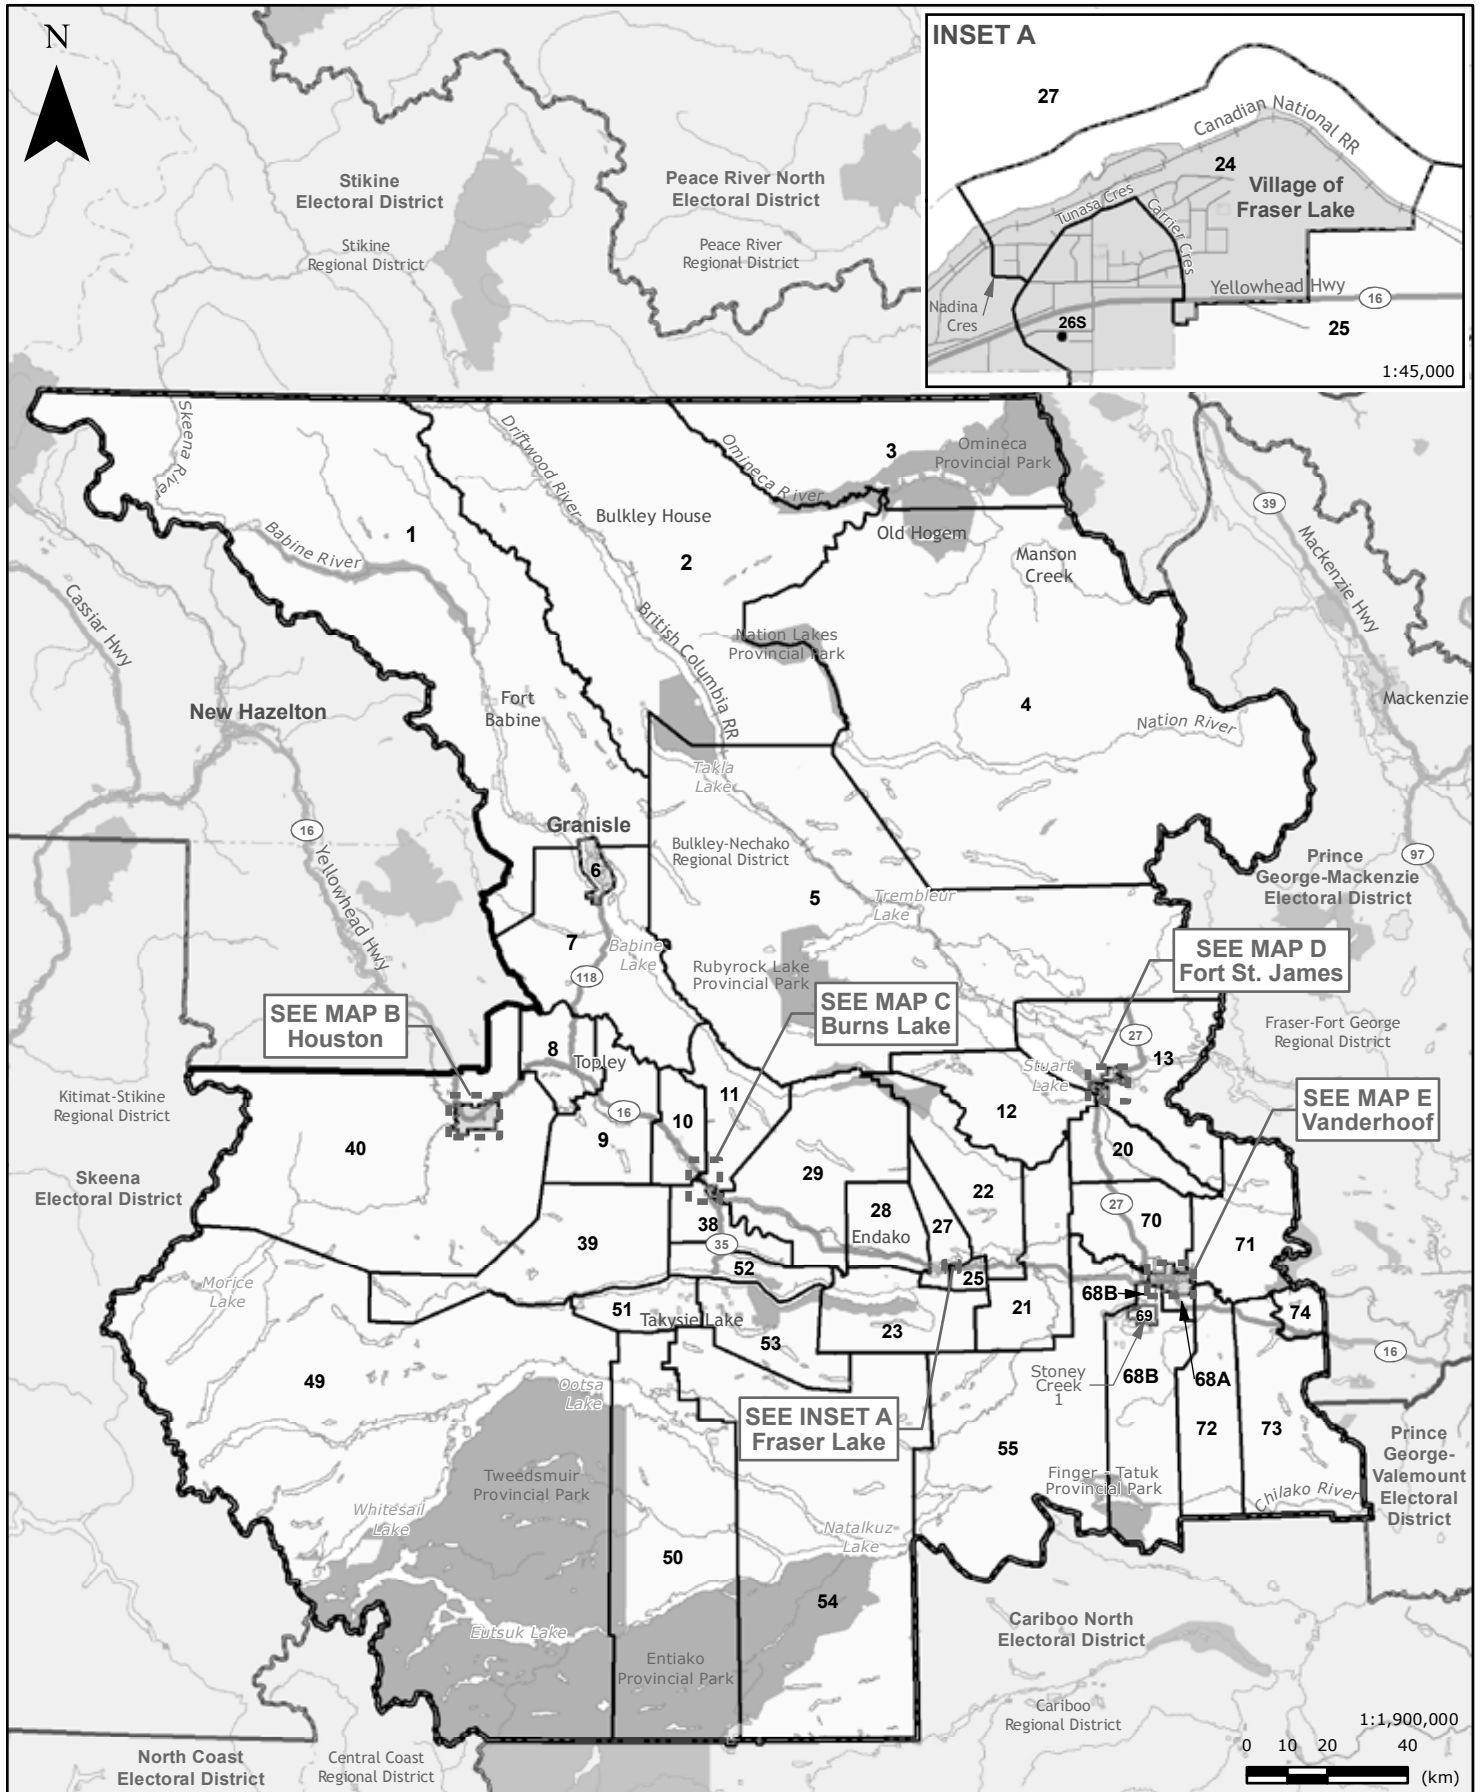 N
INSET A
27
Canadian National RR
24
Village of
Fraser Lake
Tunasa Cres
Carrier Cres
Yellowhead Hwy
16
Nadina
Cres
26S
25
1:45,000
Stikine
Electoral District
Stikine
Regional District
Peace River North
Electoral District
Peace River
Regional District
Skeena River
Driftwood River
Omineca River
3
Omineca
Provincial Park
1
Babine River
Bulkley House
2
Old Hogem
Manson
Creek
39
Mackenzie Hwy
Cassiar Hwy
British Columbia RR
Nation Lakes
Provincial Park
New Hazelton
Fort
Babine
4
Nation River
Mackenzie
Takla
Lake
16
Yellowhead Hwy
Granisle
6
Bulkley-Nechako
Regional District
5
Trembleur
Lake
Prince
George-Mackenzie
Electoral District
97
7
Babine
Lake
118
Rubyrock Lake
Provincial Park
SEE MAP D
Fort St. James
SEE MAP B
Houston
SEE MAP C
Burns Lake
Fraser-Fort George
Regional District
27
13
8
Topley
Stuart
Lake
Kitimat-Stikine
Regional District
SEE MAP E
Vanderhoof
11
10
16
9
12
40
20
Skeena
Electoral District
29
22
28
27
Endako
27
70
71
38
35
39
52
25
Morice
Lake
68B
51
Takysie Lake
21
69
74
23
53
16
49
Ootsa
Lake
Stoney
Creek
1
68B
68A
SEE INSET A
Fraser Lake
72
73
55
Prince
George-
Valemount
Electoral
District
Tweedsmuir
Provincial Park
Finger - Tatuk
Provincial Park
Chilako River
Whitesail
Lake
Natalkuz
Lake
50
54
Eutsuk Lake
Cariboo North
Electoral District
Entiako
Provincial Park
Cariboo
Regional District
1:1,900,000
0 10 20 40
(km)
North Coast
Electoral District
Central Coast
Regional District